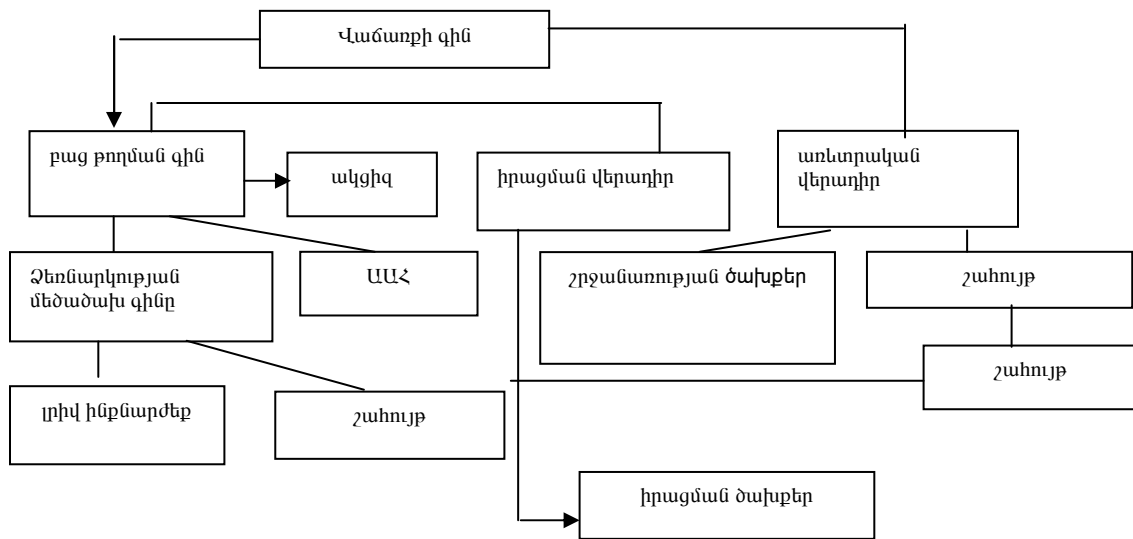 Վաճառքի գին
բաց թողման գին
ակցիզ
իրացման վերադիր
առևտրական
վերադիր
Ձեռնարկության
մեծածախ գինը
ԱԱՀ
շրջանառության ծախքեր
շահույթ
շահույթ
լրիվ ինքնարժեք
շահույթ
իրացման ծախքեր